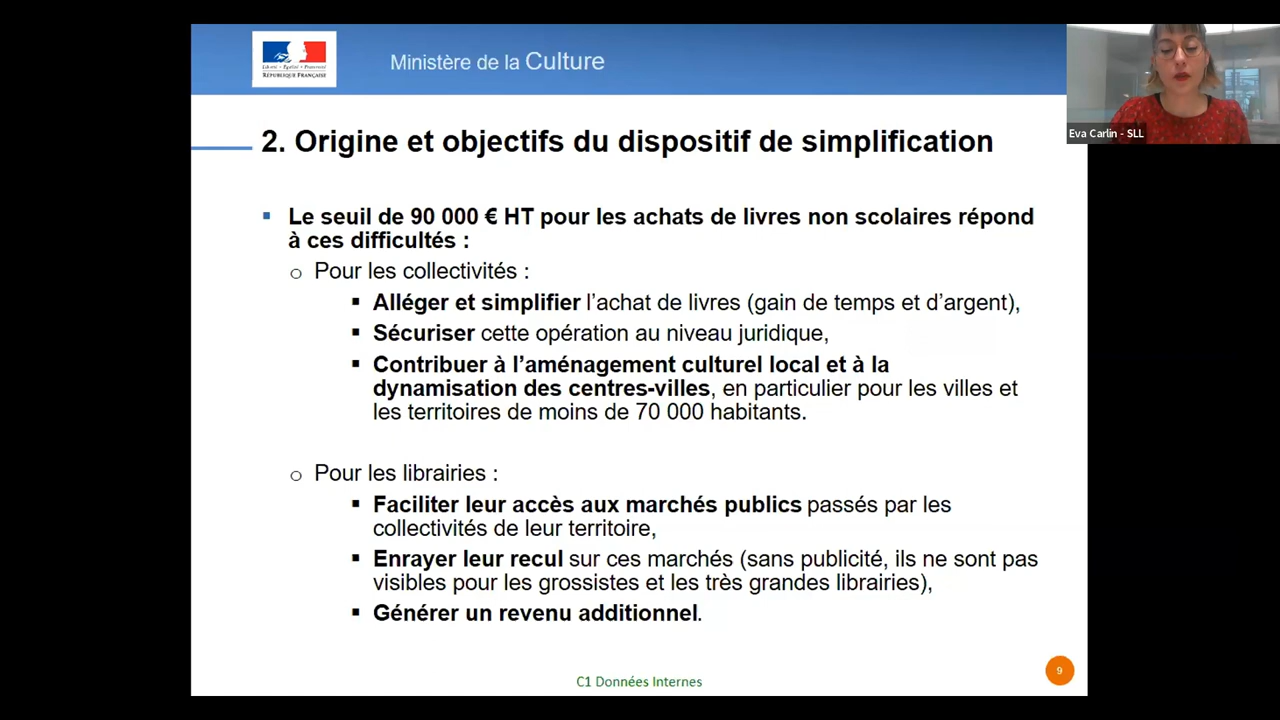 Liberté • Égalité • Fraternité
RÉPUBLIQUE FRANÇAISE
Ministère de la Culture
Eva Carlin - SLL
2. Origine et objectifs du dispositif de simplification
Le seuil de 90 000 € HT pour les achats de livres non scolaires répond
à ces difficultés :
Pour les collectivités :
Alléger et simplifier l’achat de livres (gain de temps et d’argent),
Sécuriser cette opération au niveau juridique,
Contribuer à l’aménagement culturel local et à la
dynamisation des centres-villes, en particulier pour les villes et
les territoires de moins de 70 000 habitants.
Pour les librairies :
Faciliter leur accès aux marchés publics passés par les
collectivités de leur territoire,
Enrayer leur recul sur ces marchés (sans publicité, ils ne sont pas
visibles pour les grossistes et les très grandes librairies),
Générer un revenu additionnel.
9
C1 Données Internes